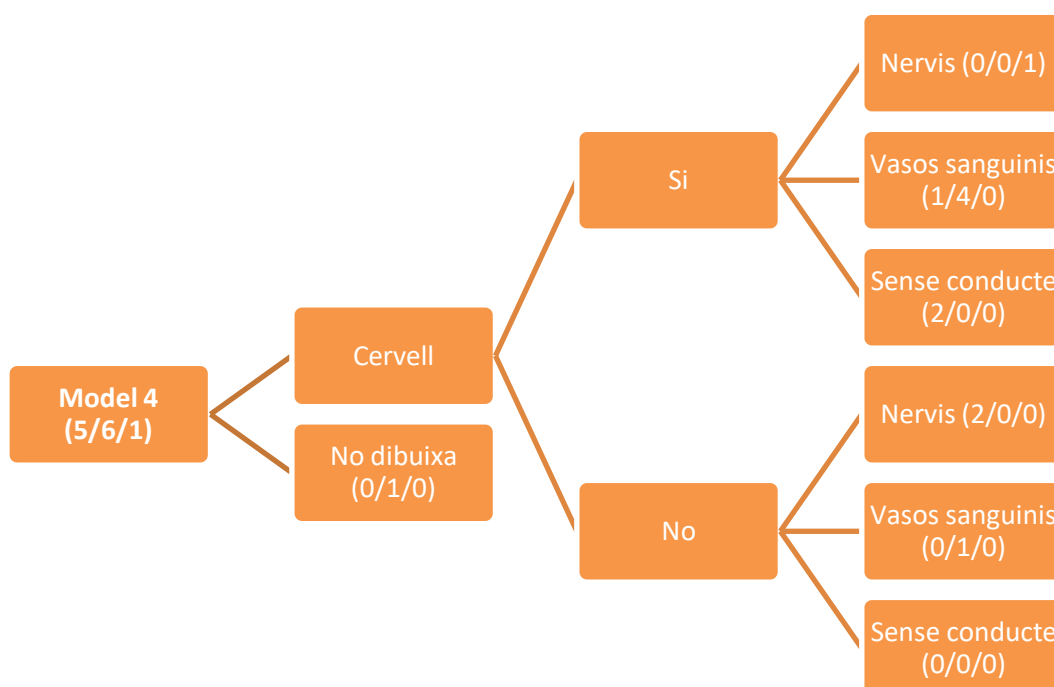 Model 4
(5/6/1)
Cervell
No dibuixa
(0/1/0)
Si
No
Nervis (0/0/1)
Vasos sanguinis
(1/4/0)
Sense conducte
(2/0/0)
Nervis (2/0/0)
Vasos sanguinis
(0/1/0)
Sense conducte
(0/0/0)